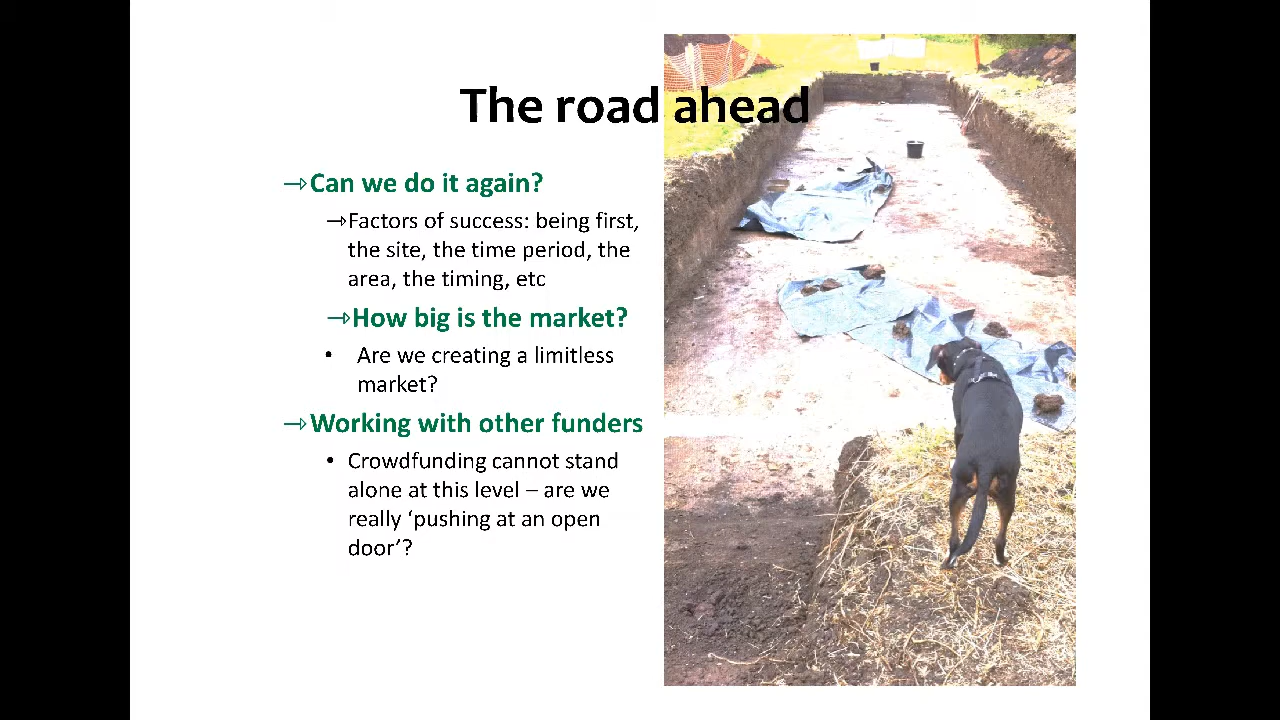 The road ahead
→Can we do it again?
→Factors of success: being first,
the site, the time period, the
area, the timing, etc
→How big is the market?
• Are we creating a limitless
market?
→Working with other funders
• Crowdfunding cannot stand
alone at this level – are we
really ‘pushing at an open
door’?